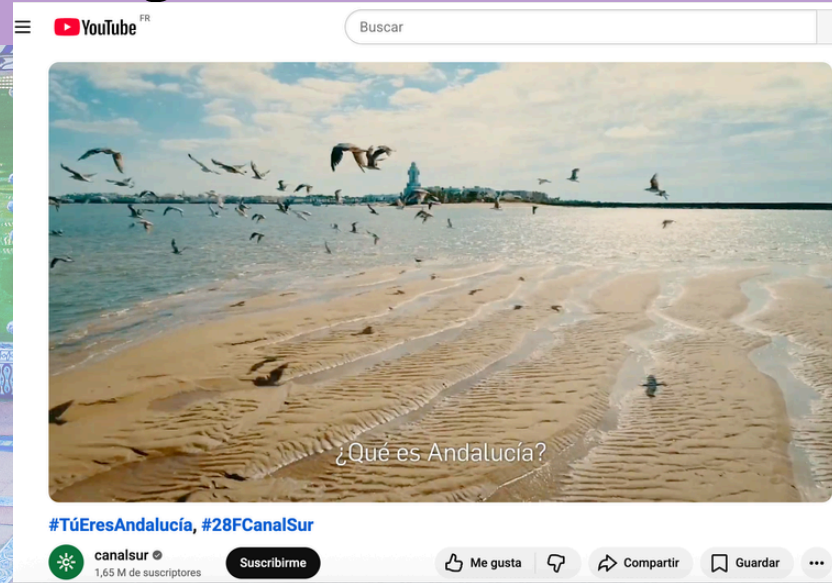 YouTube FR
Buscar
¿Qué es Andalucía?
#TúEresAndalucía, #28FCanalSur
canalsur
1,65 M de suscriptores
Suscribirme
Me gusta
Compartir
Guardar